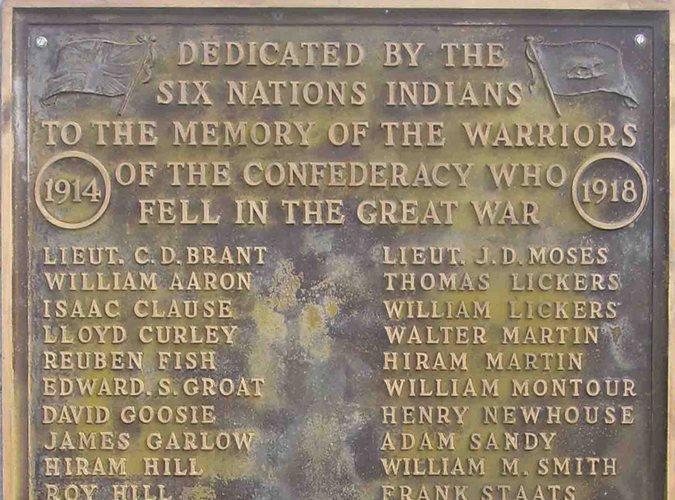 DEDICATED BY THE
SIX NATIONS INDIANS
TO THE MEMORY OF THE WARRIORS
OF THE CONFEDERACY WHO
FELL IN THE GREAT WAR
1914
1918
LIEUT. C. D. BRANT
WILLIAM AARON
ISAAC CLAUSE
LLOYD CURLEY
REUBEN FISH
EDWARD. S. GROAT
DAVID GOOSIE
JAMES GARLOW
HIRAM HILL
ROY HILL
LIEUT. J. D. MOSES
THOMAS LICKERS
WILLIAM LICKERS
WALTER MARTIN
HIRAM MARTIN
WILLIAM MONTOUR
HENRY NEWHOUSE
ADAM SANDY
WILLIAM M. SMITH
FRANK STAATS